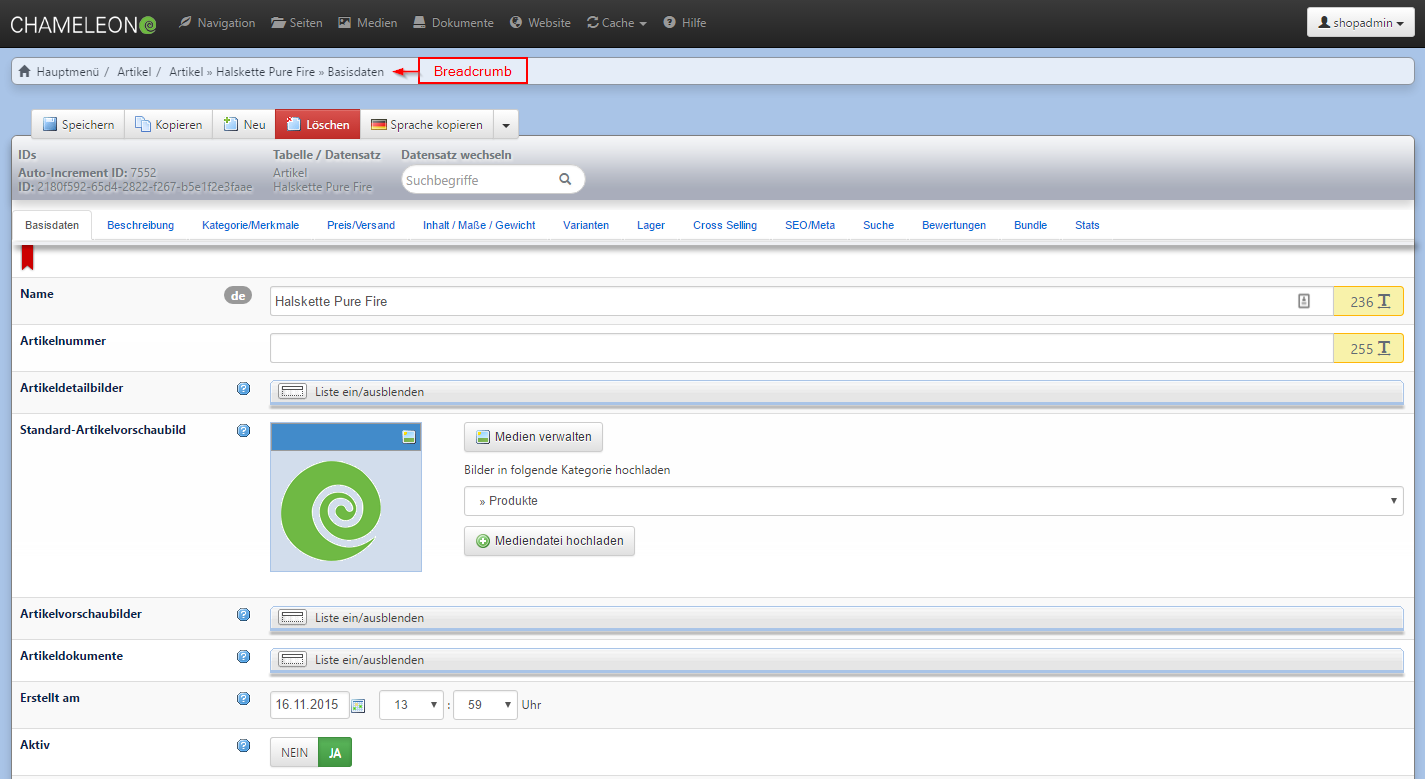 CHAMELEON Navigation Seiten Medien Dokumente Website Cache Hilfe shopadmin
Hauptmenü / Artikel / Artikel » Halskette Pure Fire » Basisdaten Breadcrumb
Speichern Kopieren Neu Löschen Sprache kopieren
IDs Tabelle / Datensatz Datensatz wechseln
Auto-Increment ID: 7552 Artikel Suchbegriffe
ID: 2180f592-65d4-2822-f267-b5e1f2e3faae Halskette Pure Fire
Basisdaten Beschreibung Kategorie/Merkmale Preis/Versand Inhalt / Maße / Gewicht Varianten Lager Cross Selling SEO/Meta Suche Bewertungen Bundle Stats
Name de Halskette Pure Fire 236
Artikelnummer 255
Artikeldetailbilder Liste ein/ausblenden
Standard-Artikelvorschaubild Medien verwalten
Bilder in folgende Kategorie hochladen
» Produkte
Mediendatei hochladen
Artikelvorschaubilder Liste ein/ausblenden
Artikeldokumente Liste ein/ausblenden
Erstellt am 16.11.2015 13 : 59 Uhr
Aktiv NEIN JA